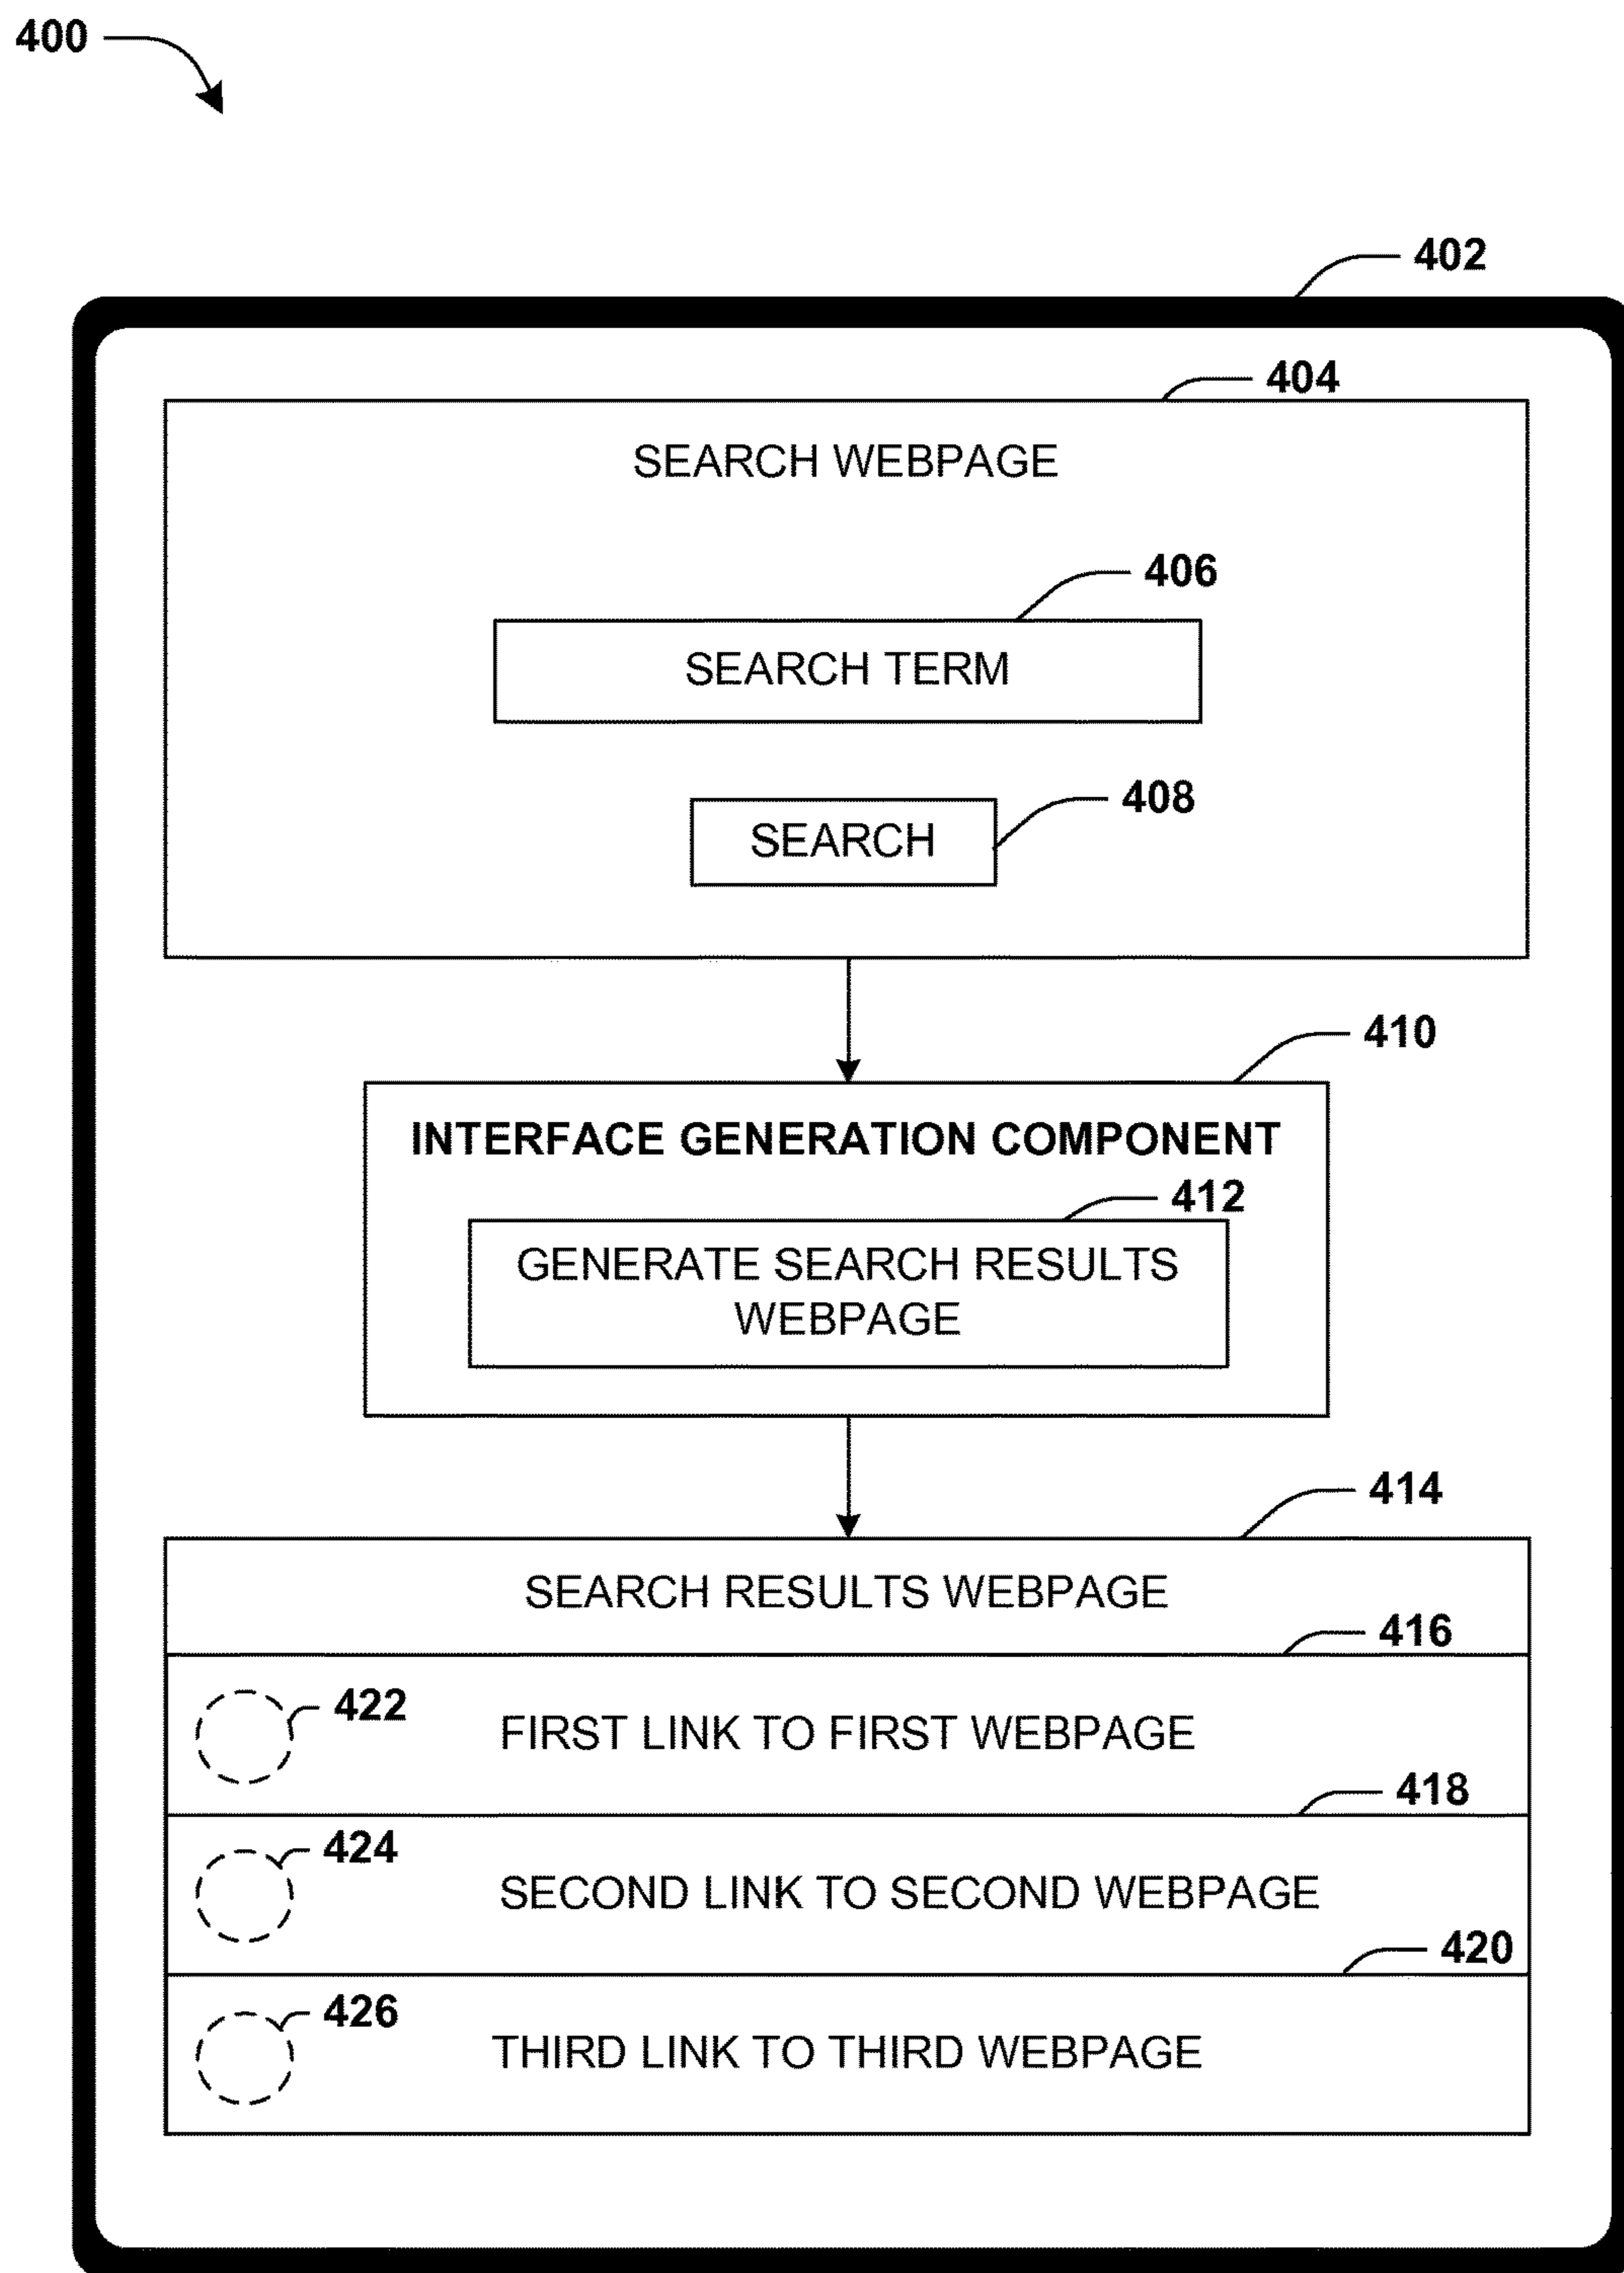 400
402
404
SEARCH WEBPAGE
406
SEARCH TERM
408
SEARCH
410
INTERFACE GENERATION COMPONENT
412
GENERATE SEARCH RESULTS
WEBPAGE
414
SEARCH RESULTS WEBPAGE
416
422
FIRST LINK TO FIRST WEBPAGE
418
424
SECOND LINK TO SECOND WEBPAGE
420
426
THIRD LINK TO THIRD WEBPAGE